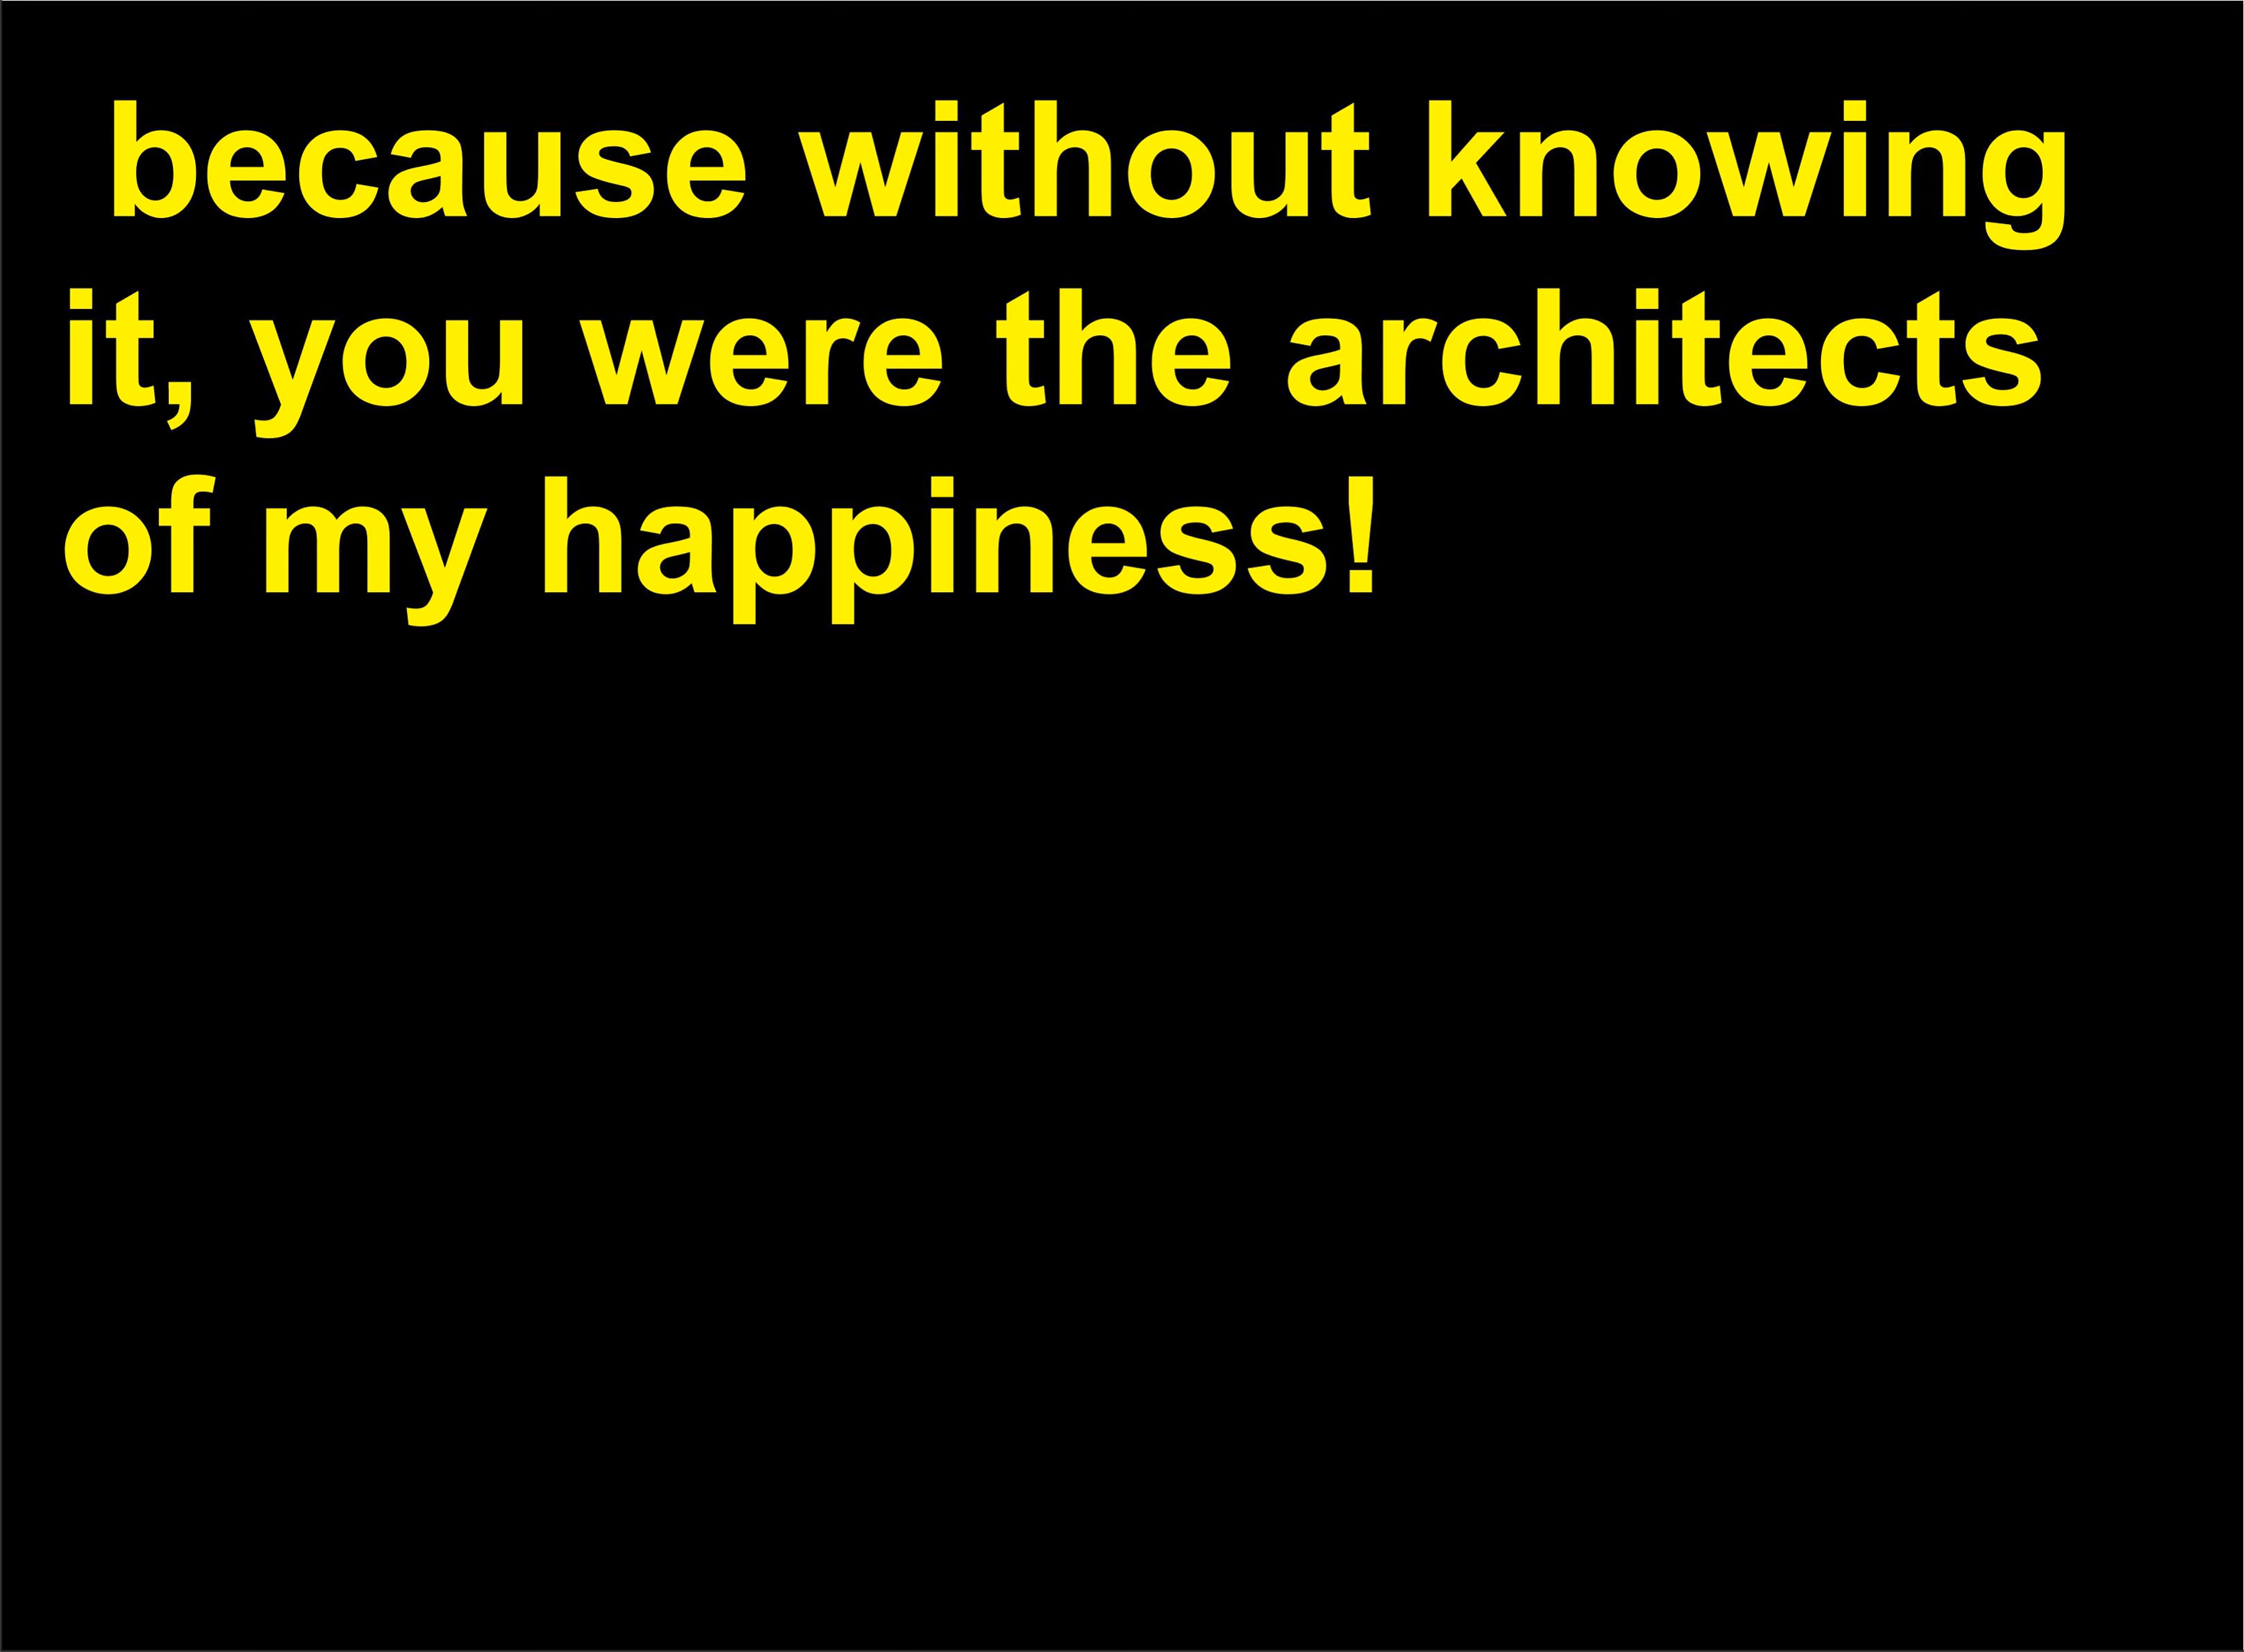 because without knowing
it, you were the architects
of my happiness!